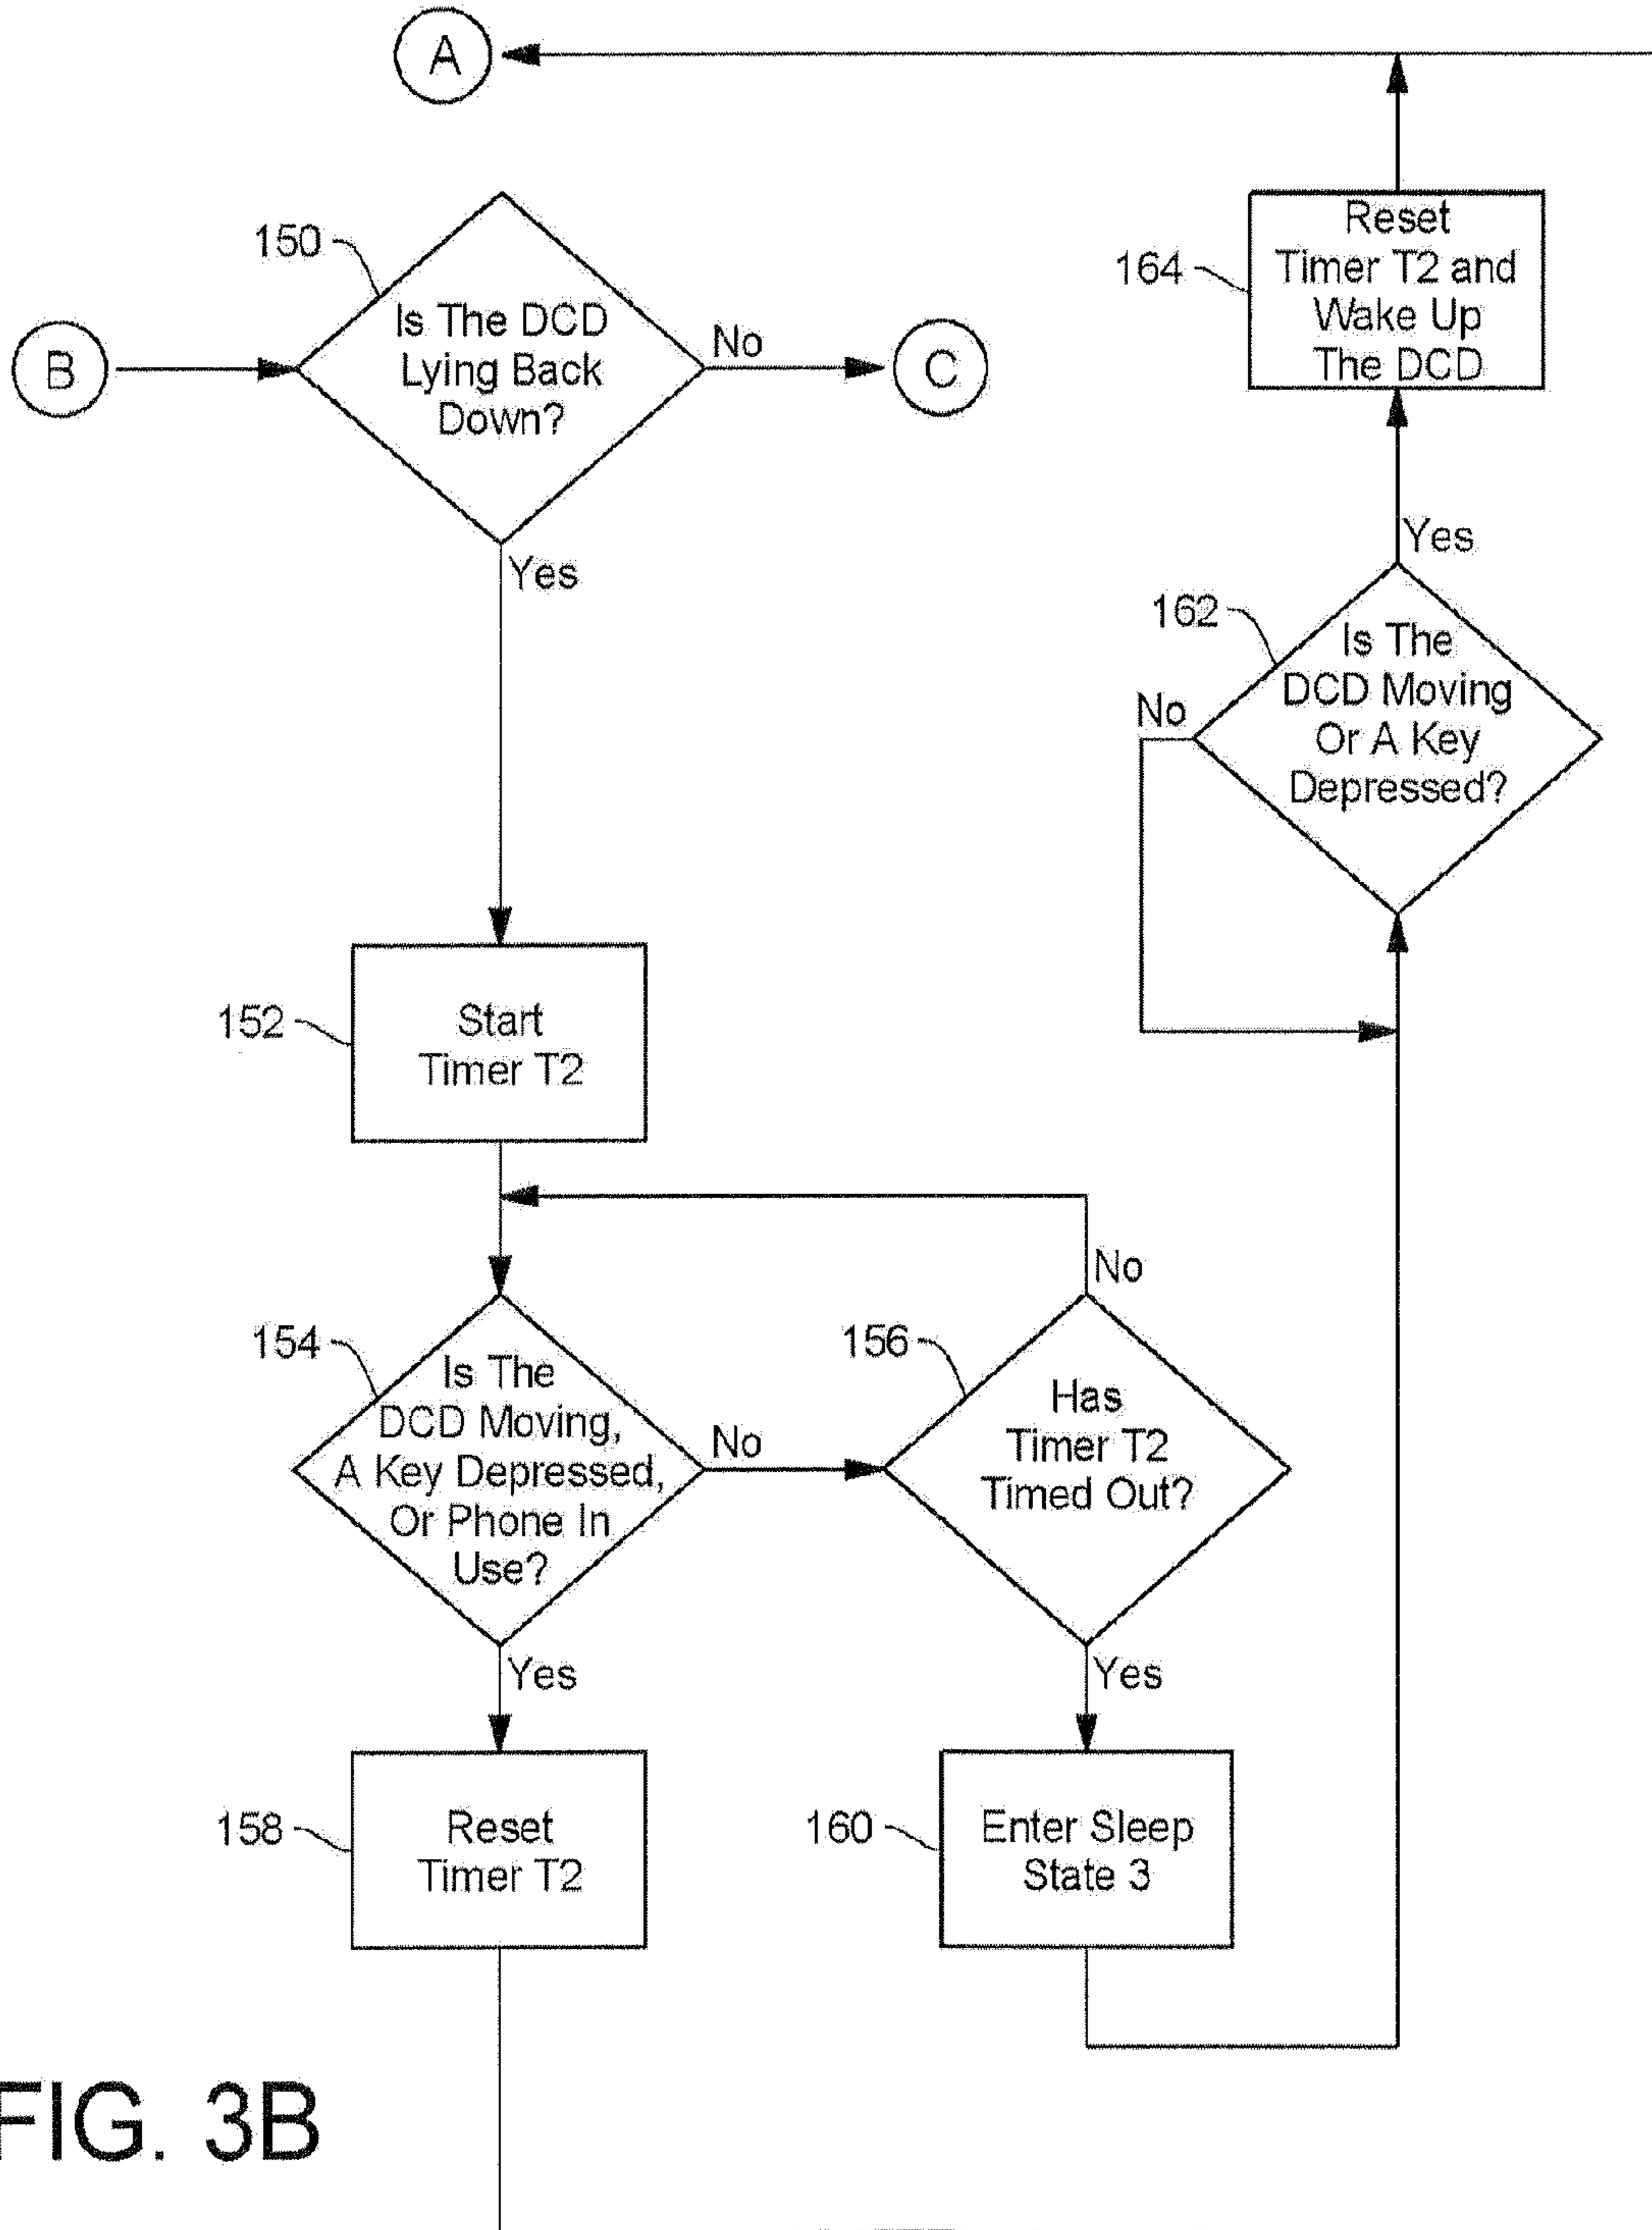 A
150
Is The DCD
Lying Back
Down?
B
No
C
Yes
Reset
Timer T2 and
Wake Up
The DCD
164
Yes
162
Is The
DCD Moving
Or A Key
Depressed?
No
152
Start
Timer T2
154
Is The
DCD Moving,
A Key Depressed,
Or Phone In
Use?
No
Yes
156
Has
Timer T2
Timed Out?
No
Yes
158
Reset
Timer T2
160
Enter Sleep
State 3
FIG. 3B